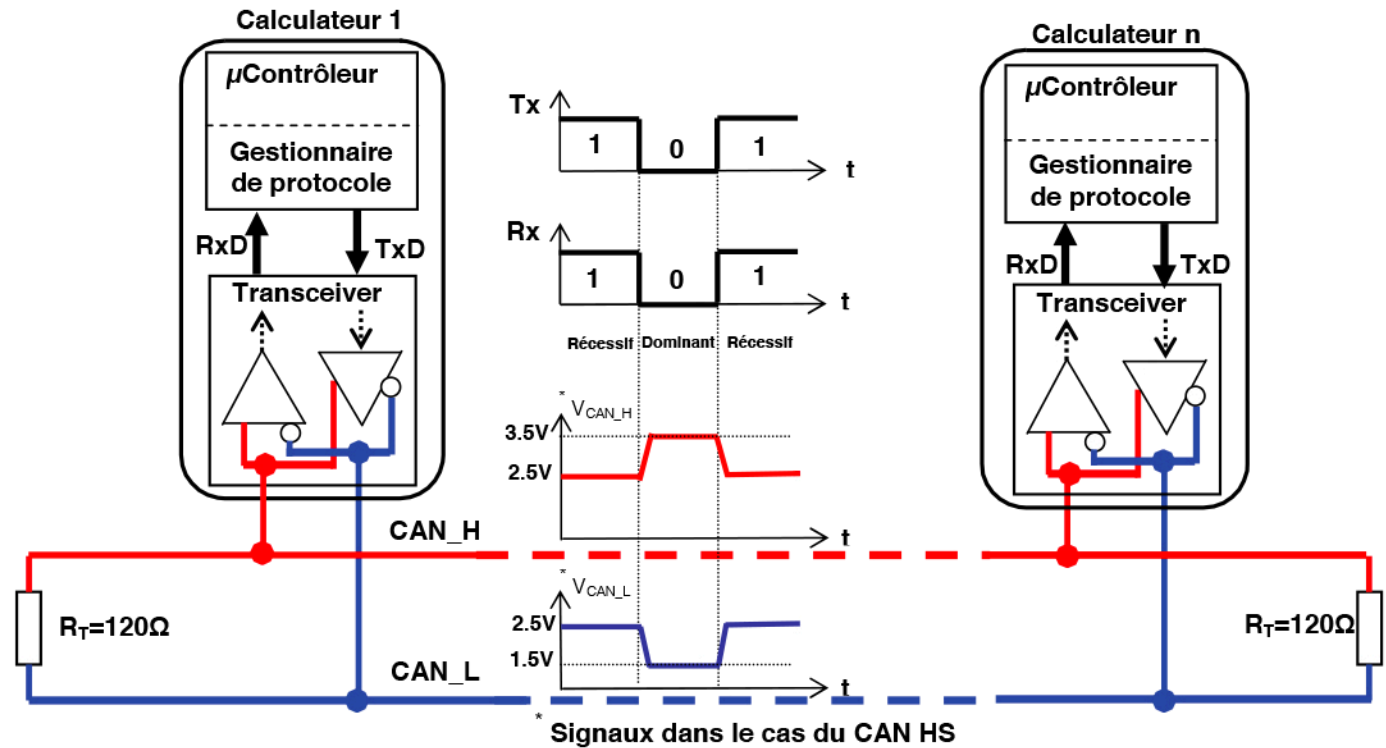 Calculateur 1
µContrôleur
Gestionnaire
de protocole
RxD
TxD
Transceiver
Tx
1
0
1
t
Rx
1
0
1
t
Récessif
Dominant
Récessif
* VCAN_H
3.5V
2.5V
t
* VCAN_L
2.5V
1.5V
t
Calculateur n
µContrôleur
Gestionnaire
de protocole
RxD
TxD
Transceiver
CAN_H
RT=120Ω
RT=120Ω
CAN_L
* Signaux dans le cas du CAN HS